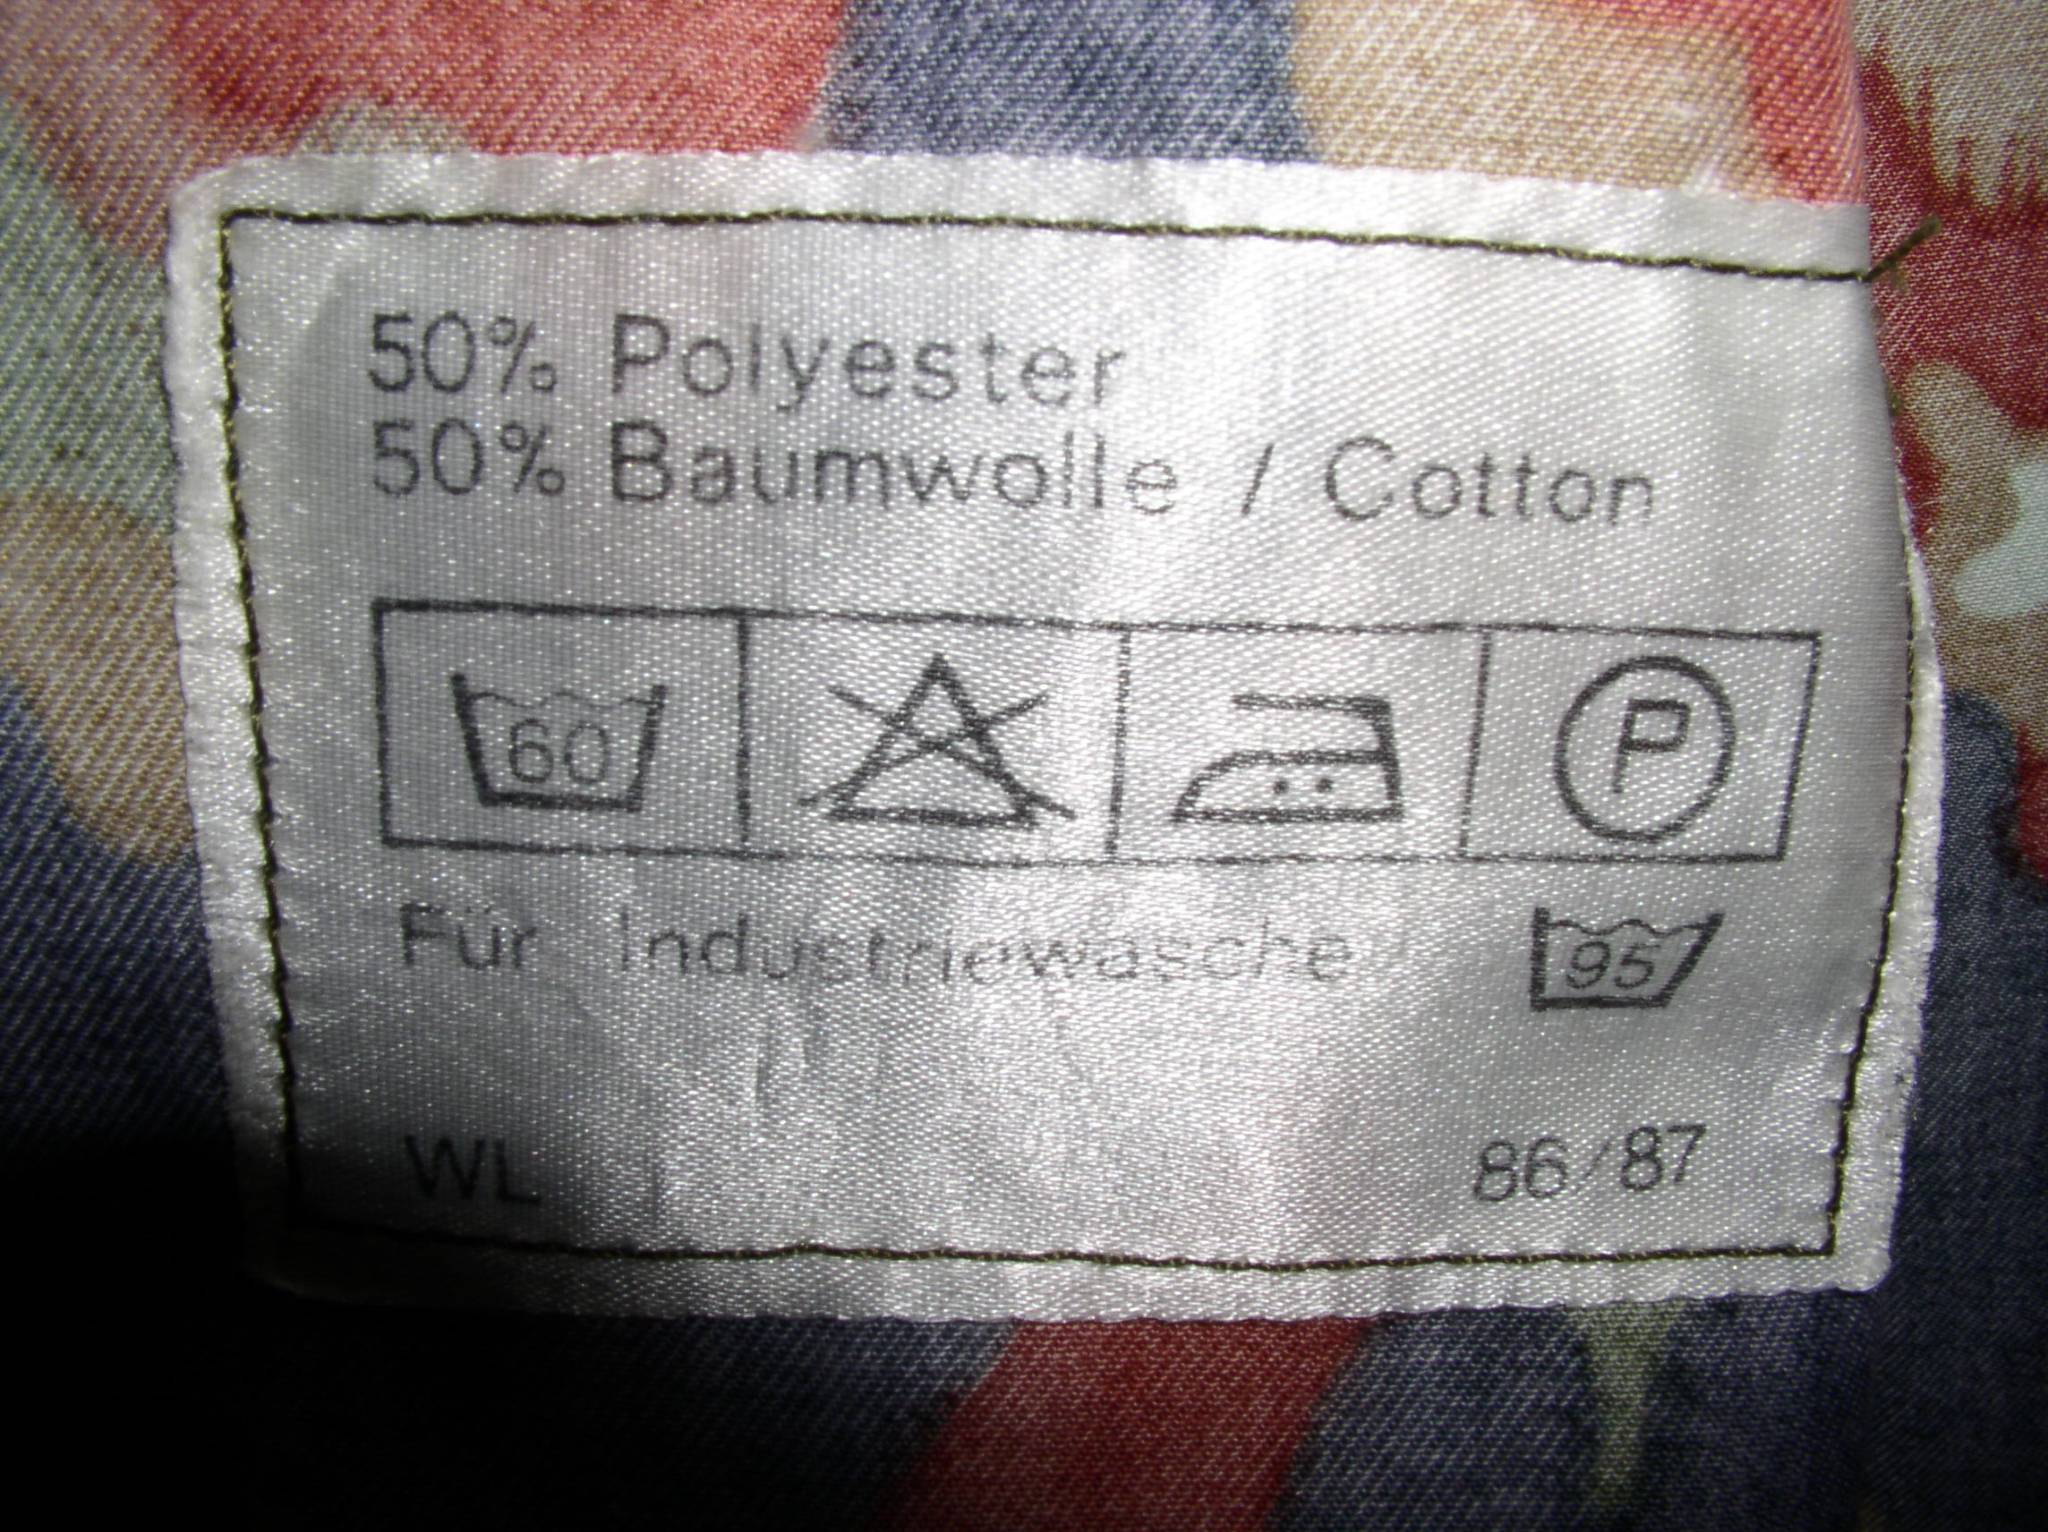 50% Polyester
50% Baumwolle / Cotton
60 P
Für Industriewäsche 95
WL 86/87